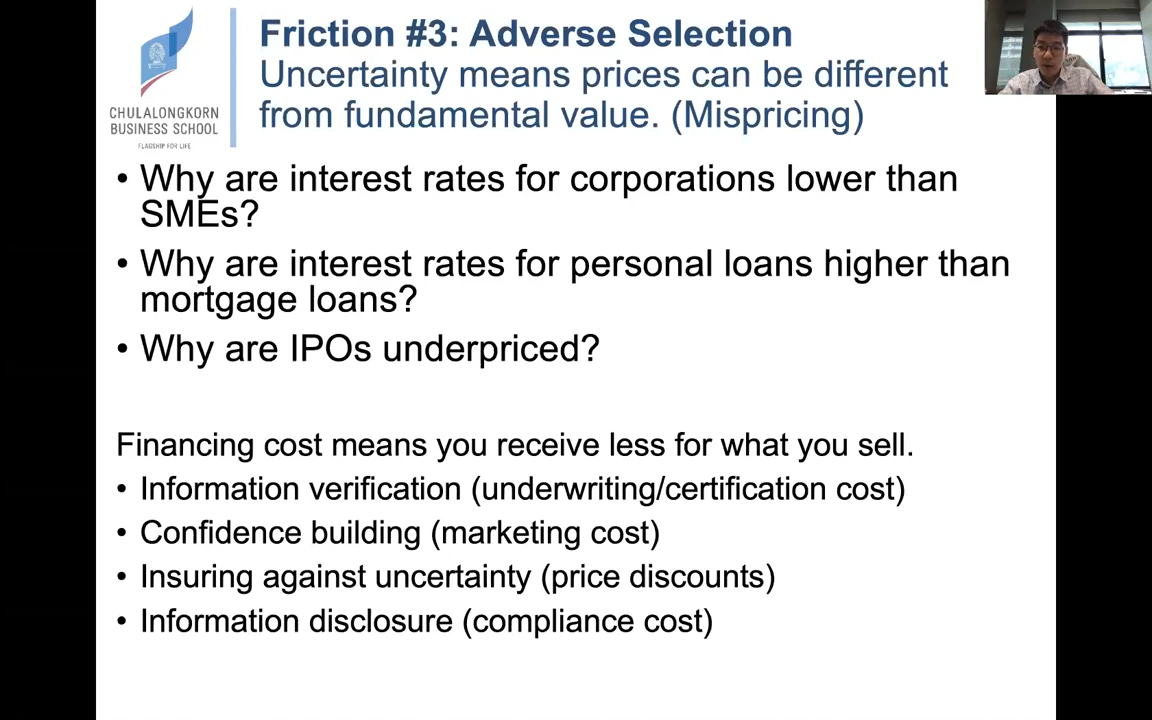 CHULALONGKORN
BUSINESS SCHOOL
FLAGSHIP FOR LIFE
Friction #3: Adverse Selection
Uncertainty means prices can be different
from fundamental value. (Mispricing)
• Why are interest rates for corporations lower than
SMEs?
• Why are interest rates for personal loans higher than
mortgage loans?
• Why are IPOs underpriced?
Financing cost means you receive less for what you sell.
• Information verification (underwriting/certification cost)
• Confidence building (marketing cost)
• Insuring against uncertainty (price discounts)
• Information disclosure (compliance cost)